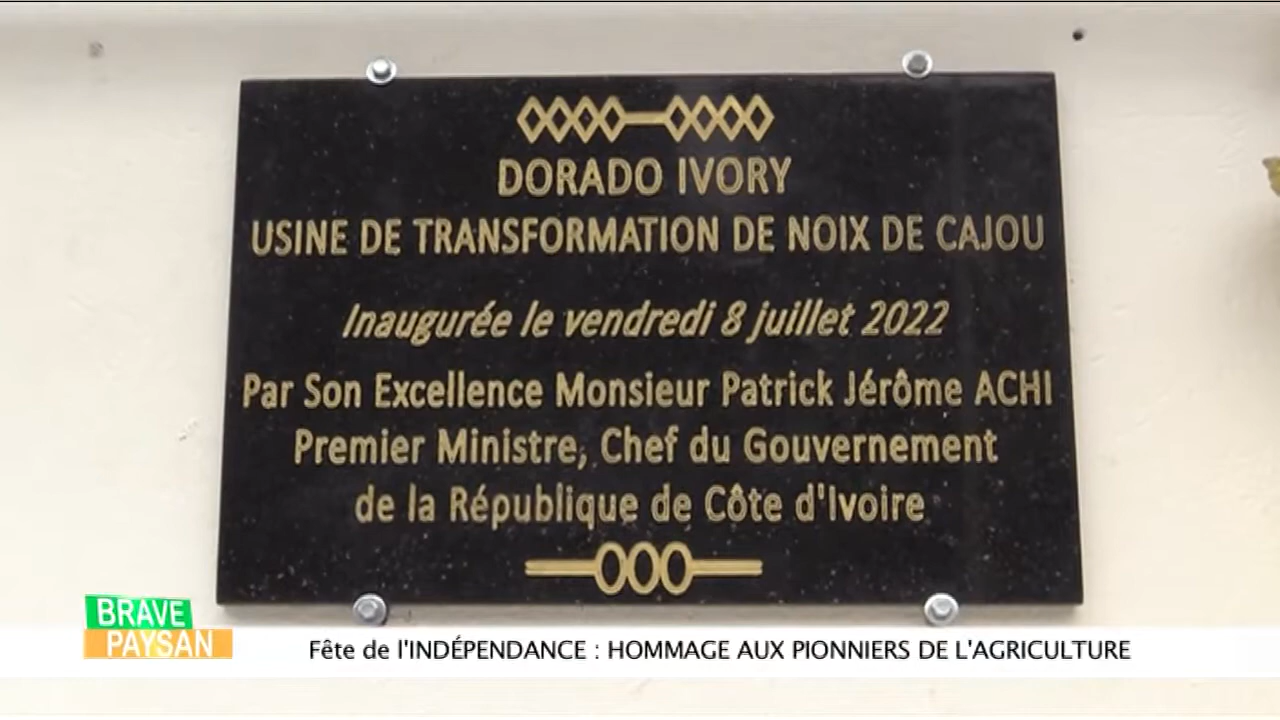 DORADO IVORY
USINE DE TRANSFORMATION DE NOIX DE CAJOU
Inaugurée le vendredi 8 juillet 2022
Par Son Excellence Monsieur Patrick Jérôme ACHI
Premier Ministre, Chef du Gouvernement
de la République de Côte d'Ivoire
BRAVE
PAYSAN
Fête de l'INDÉPENDANCE : HOMMAGE AUX PIONNIERS DE L'AGRICULTURE